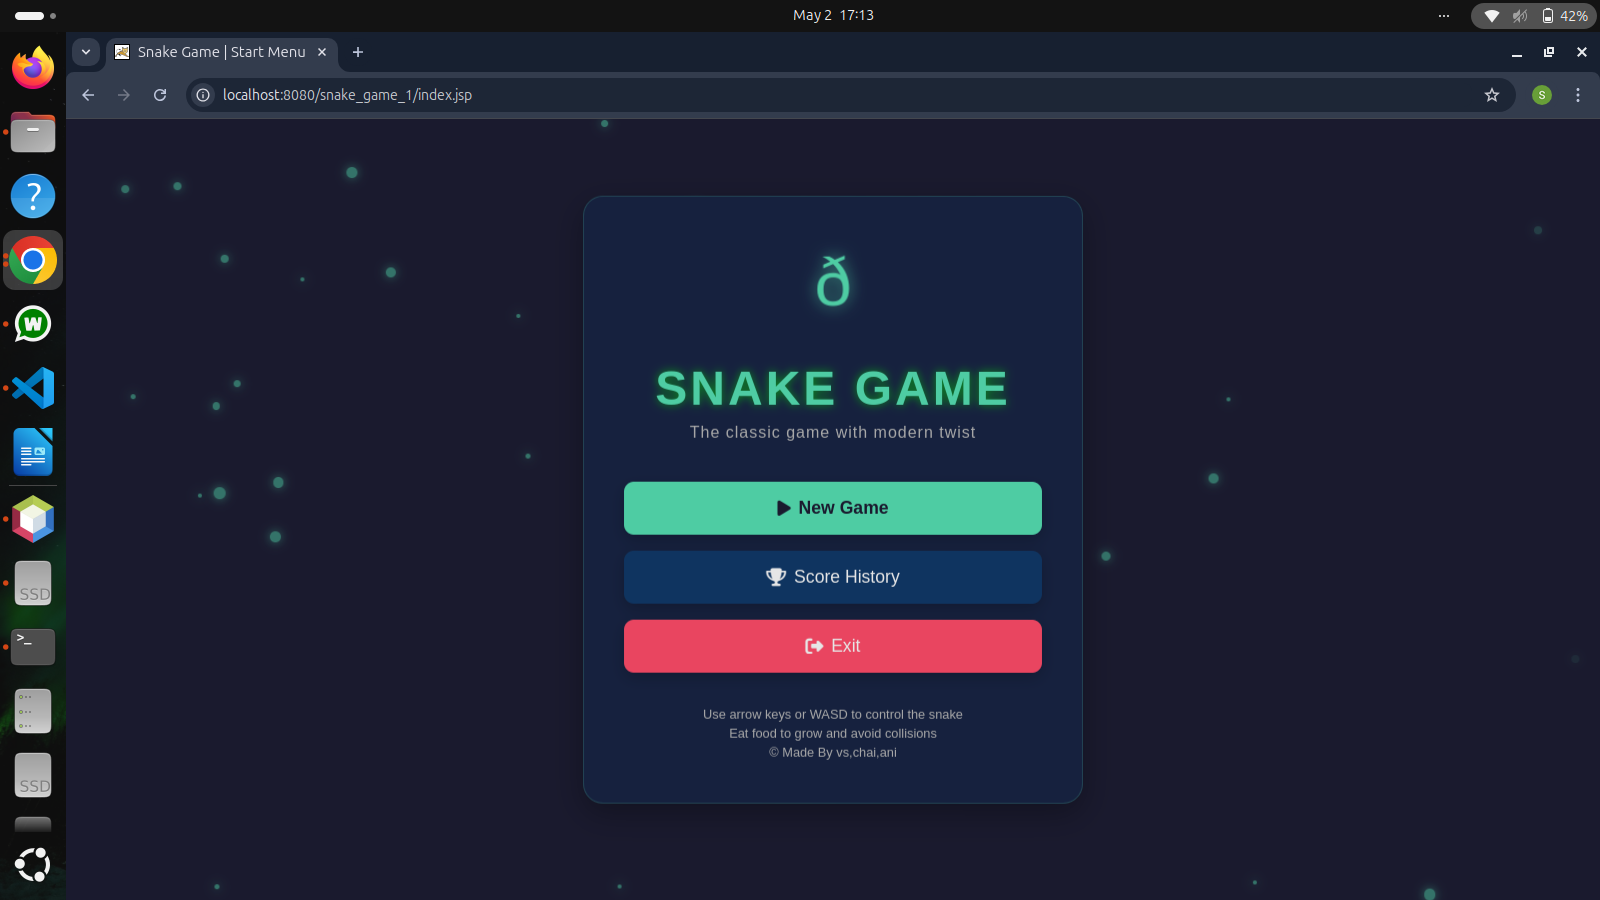 May 2 17:13
42%
Snake Game | Start Menu
localhost:8080/snake_game_1/index.jsp
S
W
ð
SNAKE GAME
The classic game with modern twist
New Game
Score History
Exit
Use arrow keys or WASD to control the snake
Eat food to grow and avoid collisions
© Made By vs,chai,ani
?
SSD
>_
SSD